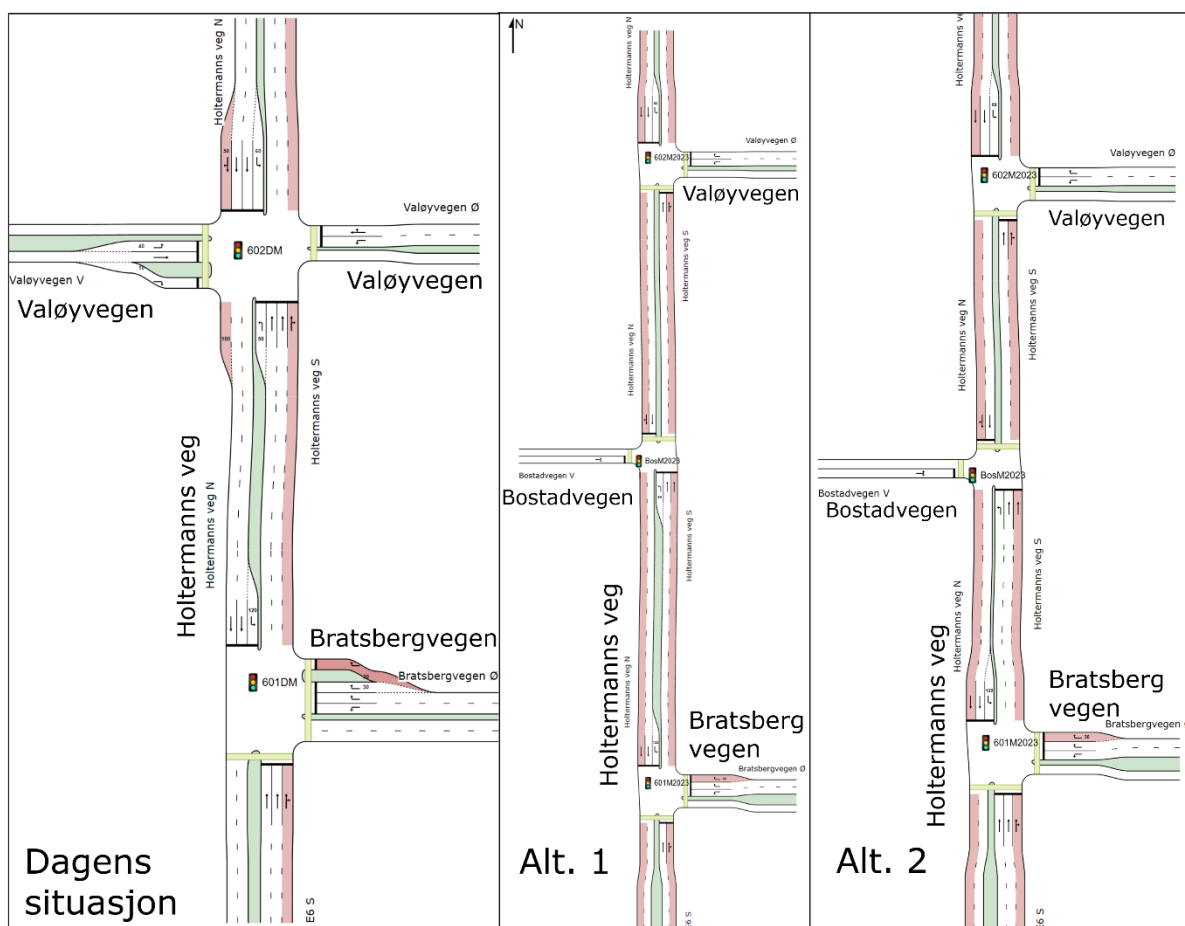 Holtermanns veg N
50
60
Valøyvegen Ø
602DM
40
Valøyvegen V
Valøyvegen
Valøyvegen
100
50
Holtermanns veg S
Holtermanns veg
Holtermanns veg N
120
Bratsbergvegen
Bratsbergvegen Ø
30
601DM
Dagens
situasjon
E6 S
N
Holtermanns veg N
Valøyvegen Ø
602M2023
Valøyvegen
Holtermanns veg S
Holtermanns veg N
BosM2023
Bostadvegen V
Bostadvegen
Holtermanns veg S
Holtermanns veg
Holtermanns veg N
Bratsberg
vegen
Bratsbergvegen Ø
601M2023
Alt. 1
E6 S
Holtermanns veg N
Valøyvegen Ø
602M2023
Valøyvegen
Holtermanns veg S
Holtermanns veg N
BosM2023
Bostadvegen V
Bostadvegen
Holtermanns veg S
Holtermanns veg N
Holtermanns veg
120
Bratsberg
vegen
Bratsbergvegen
30
601M2023
Alt. 2
E6 S